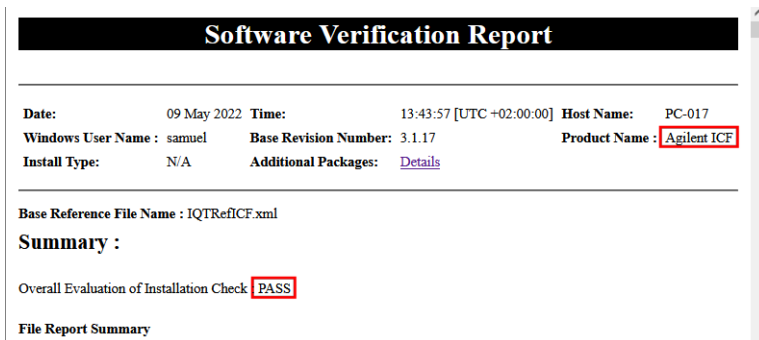 Software Verification Report
Date: 09 May 2022 Time: 13:43:57 [UTC +02:00:00] Host Name: PC-017
Windows User Name : samuel Base Revision Number: 3.1.17 Product Name : Agilent ICF
Install Type: N/A Additional Packages: Details
Base Reference File Name : IQTRefICF.xml
Summary :
Overall Evaluation of Installation Check : PASS
File Report Summary